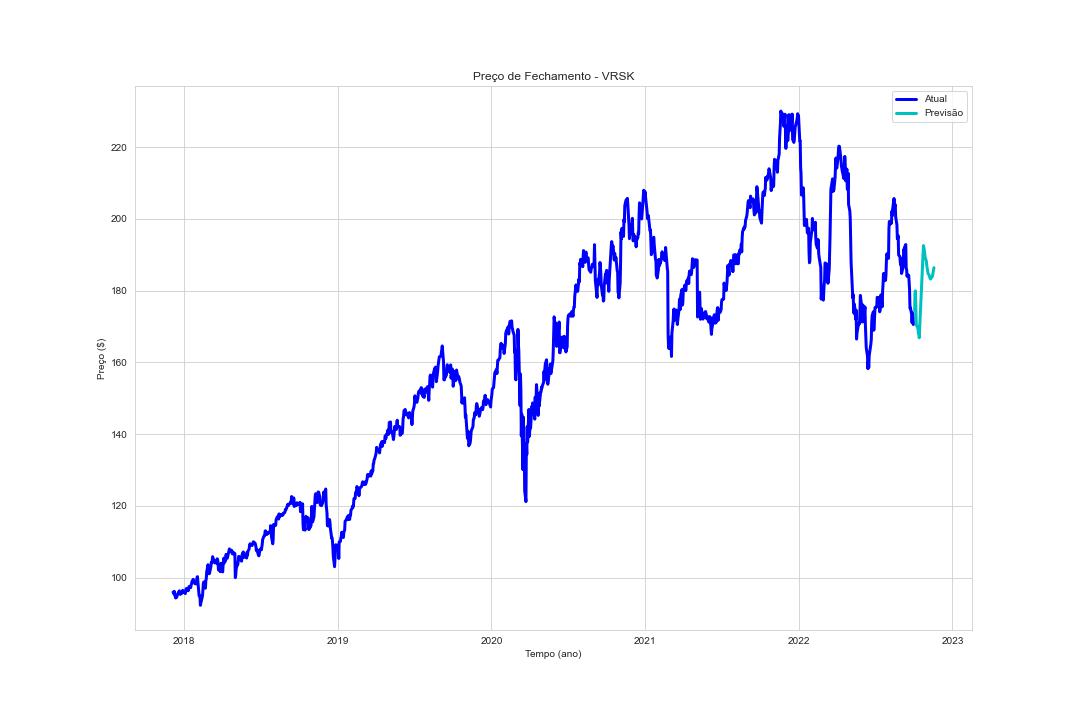 Preço de Fechamento - VRSK
Atual
Previsão
220
200
180
160
140
120
100
Preço ($)
2018 2019 2020 2021 2022 2023
Tempo (ano)